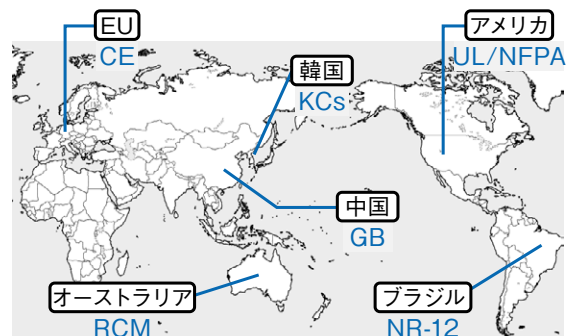 EU
CE
アメリカ
UL/NFPA
韓国
KCs
中国
GB
オーストラリア
RCM
ブラジル
NR-12